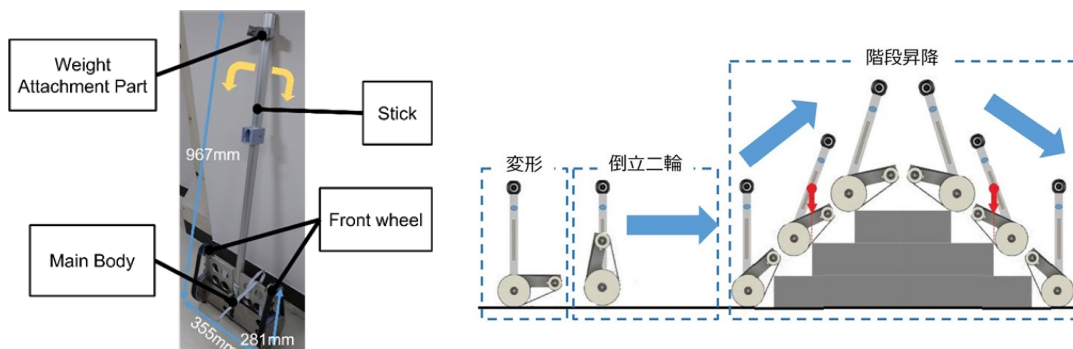 Weight
Attachment Part
Stick
967mm
Front wheel
Main Body
355mm
281mm
変形
倒立二輪
階段昇降